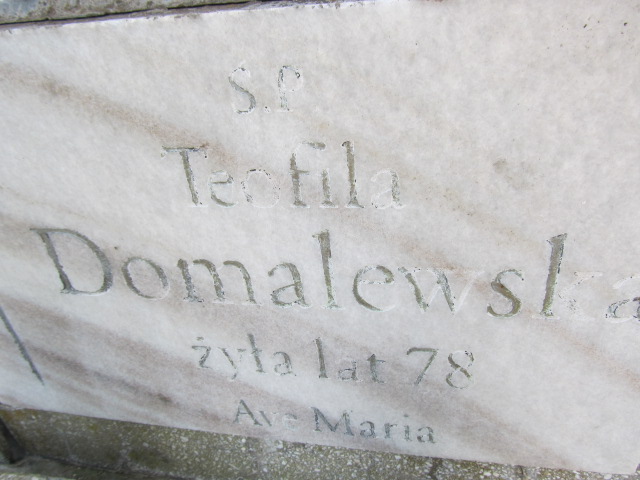 S.P
Teofila
Domalewska
żyła lat 78
Ave Maria